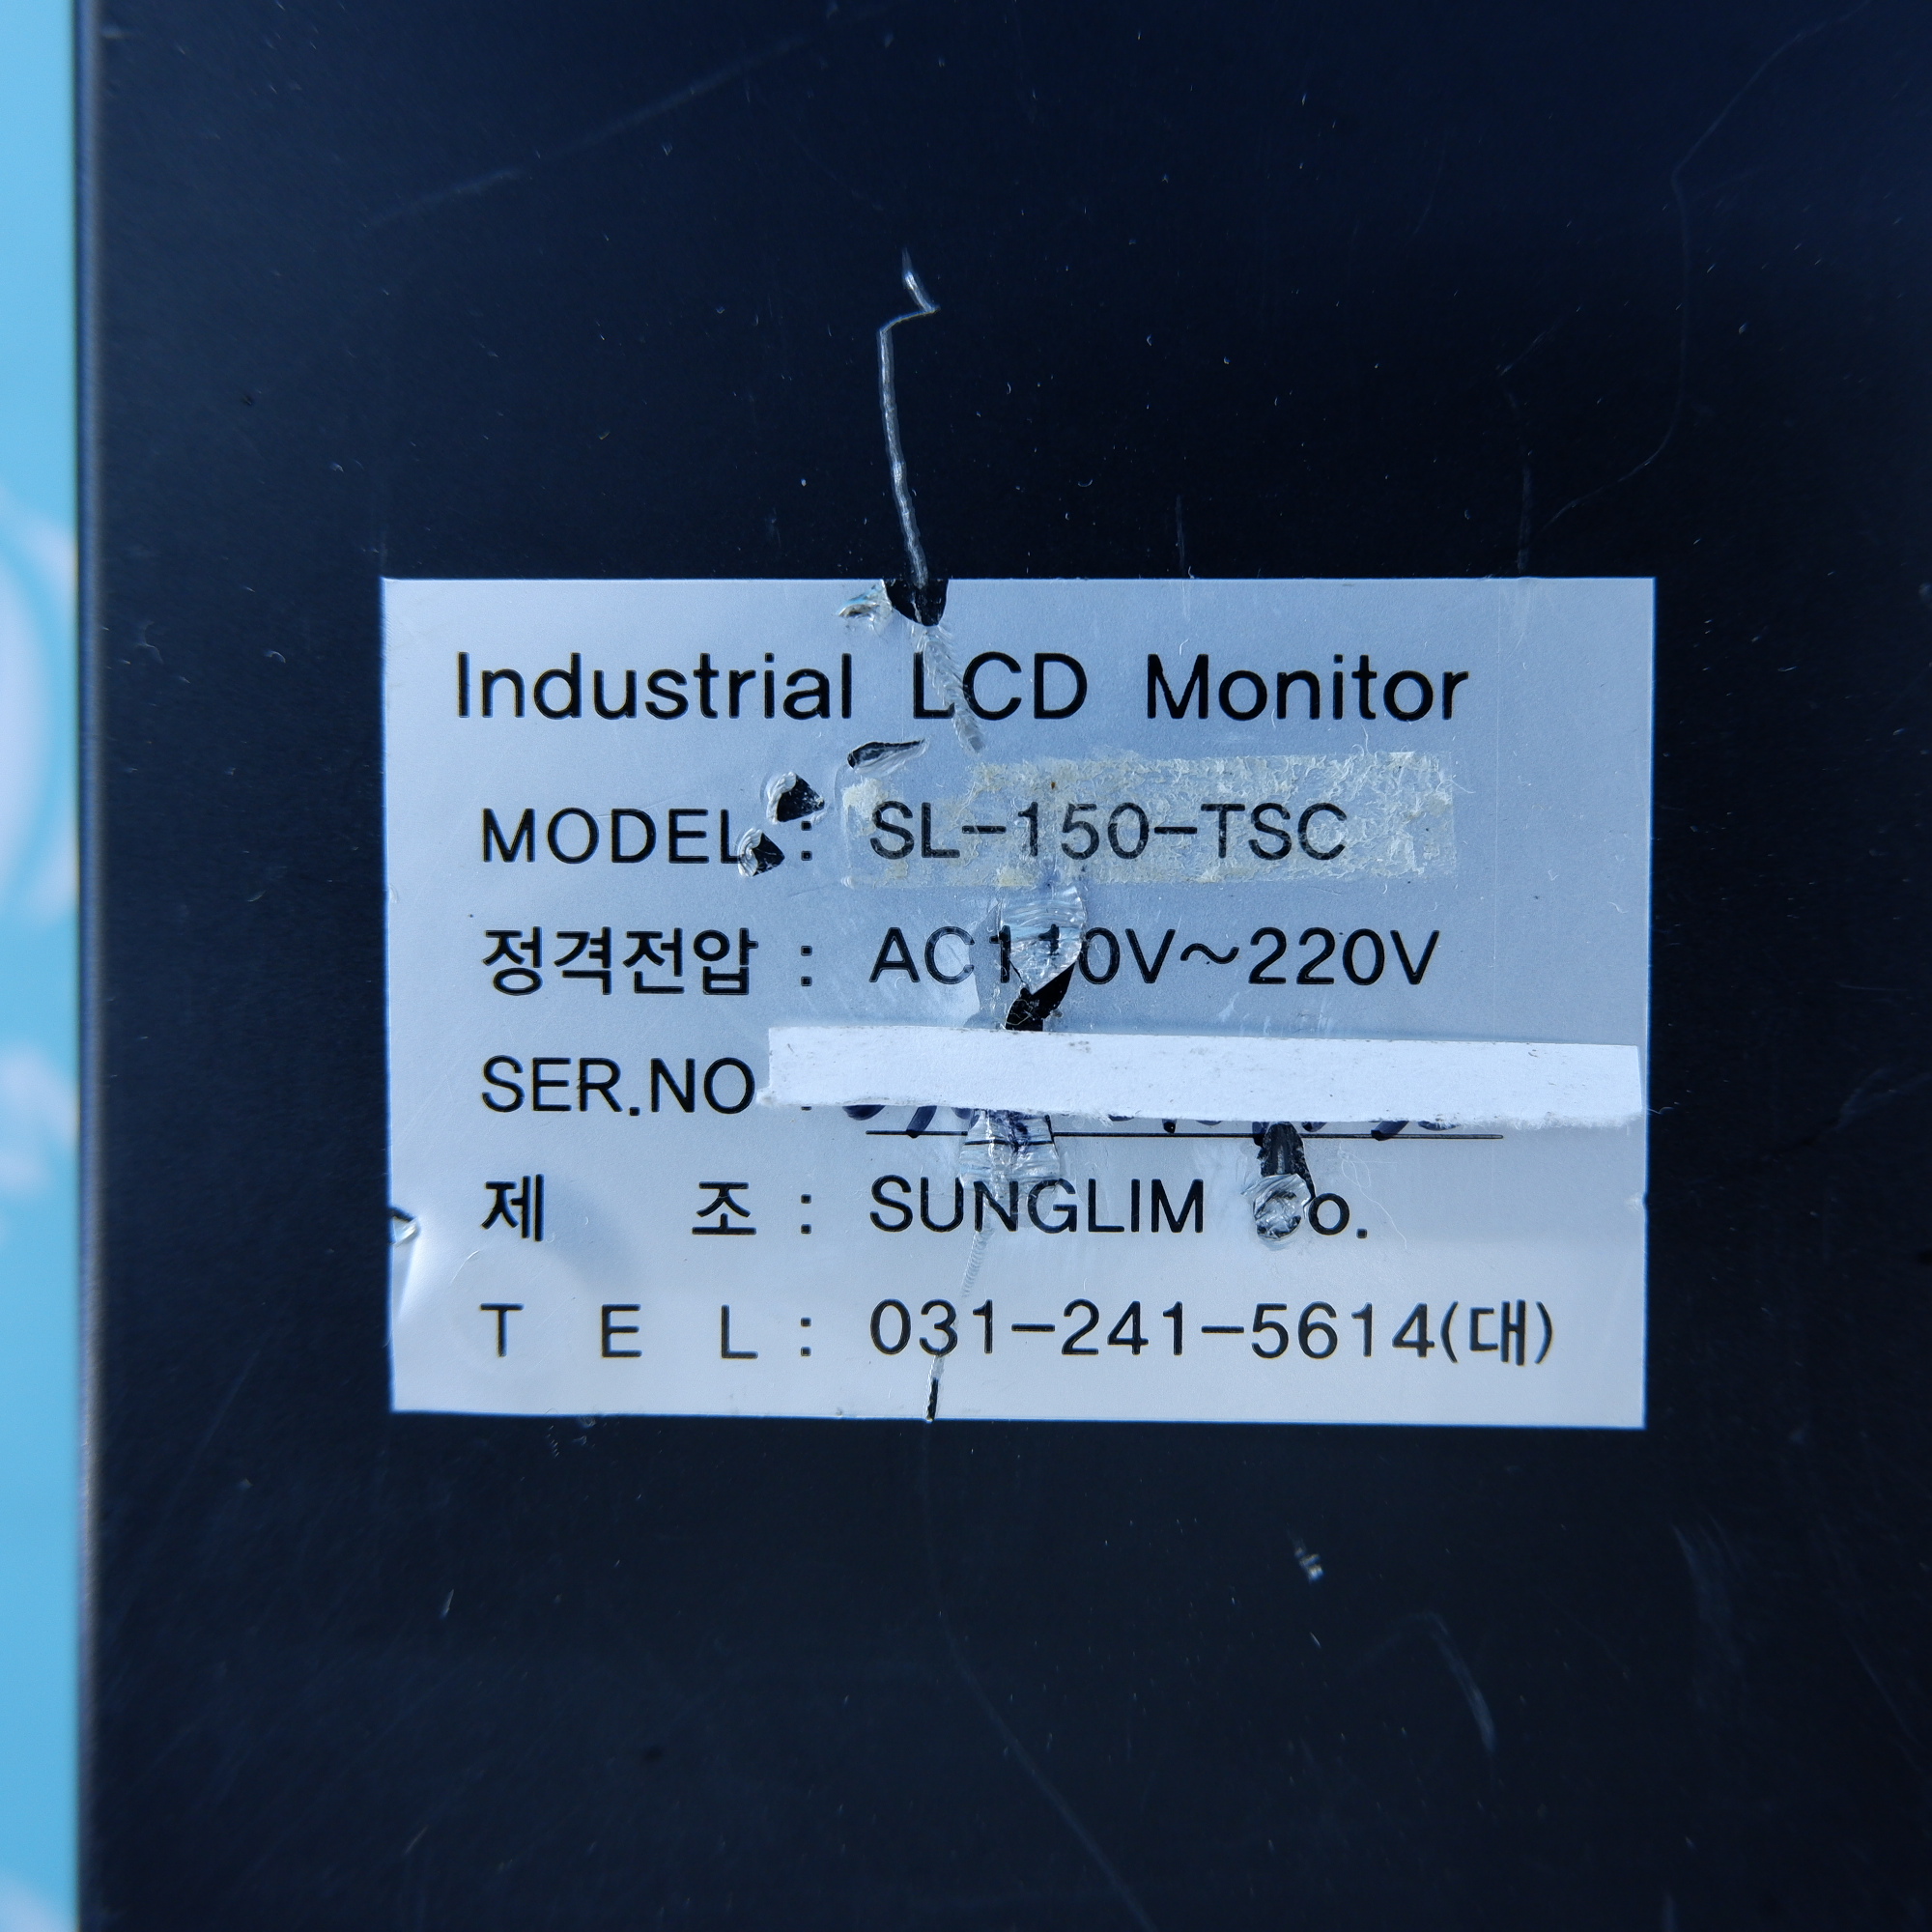 Industrial LCD Monitor
MODEL : SL-150-TSC
정격전압 : AC110V~220V
SER.NO :
제 조 : SUNGLIM Co.
T E L : 031-241-5614(대)